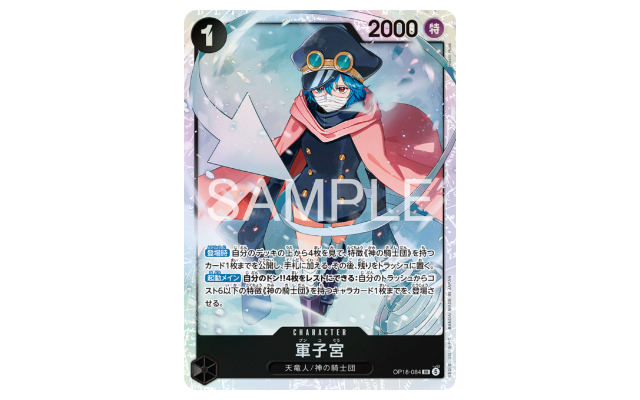 1
2000
特
SAMPLE
登場時 自分のデッキの上から4枚を見て、特徴《神の騎士団》を持つ
カード1枚までを公開し、手札に加える。その後、残りをトラッシュに置く。
起動メイン 自分のドン!!4枚をレストにできる:自分のトラッシュからコ
スト6以下の特徴《神の騎士団》を持つキャラカード1枚までを、登場さ
せる。
CHARACTER
軍子宮
天竜人/神の騎士団
OP18-084 SR